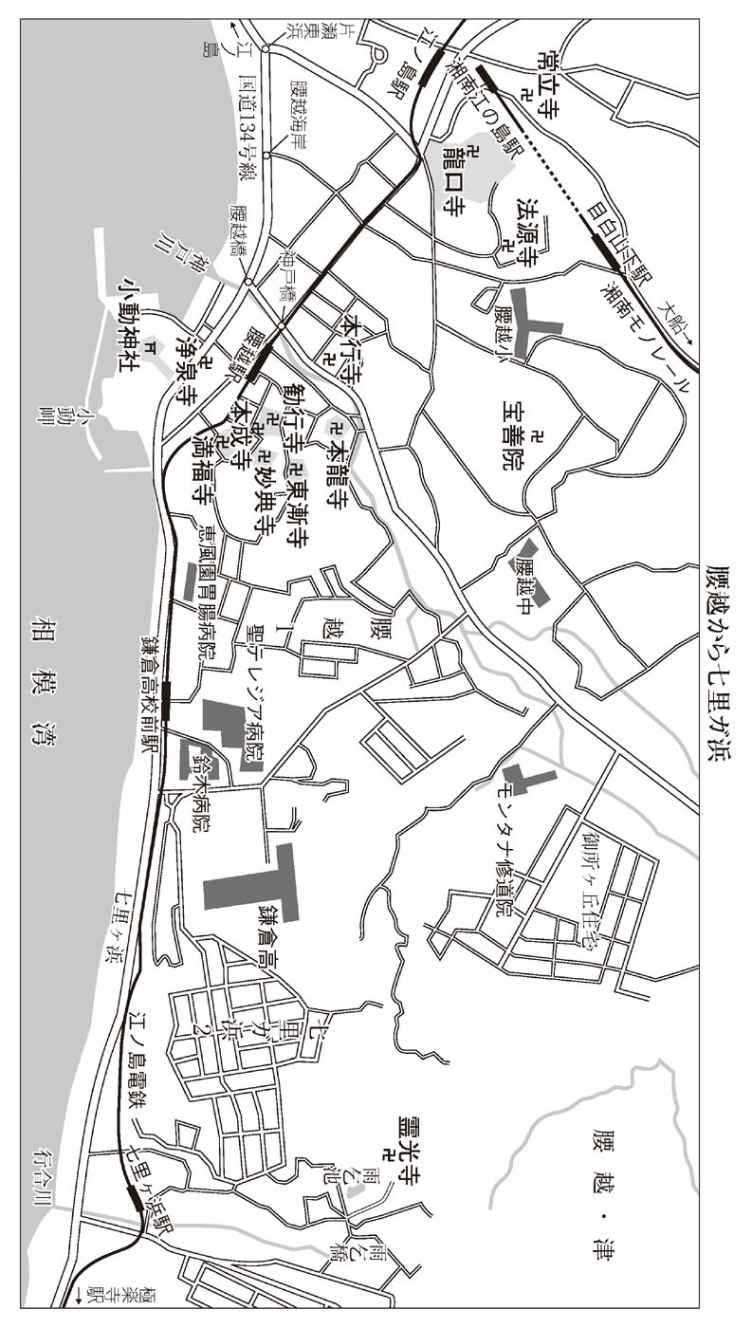 腰越から七里ガ浜
片瀬東浜
←江ノ島
国道134号線
腰越海岸
江ノ島駅
湘南江の島駅
常立寺
龍口寺
法源寺
目白山下駅
湘南モノレール
大船→
腰越橋
神戸川
神戸橋
腰越小
小動神社
小動岬
浄泉寺
腰越駅
本行寺
勧行寺
本成寺
満福寺
妙典寺
東漸寺
本龍寺
宝善院
腰越中
恵風園胃腸病院
腰越1
聖テレジア病院
鎌倉高校前駅
鈴木病院
相模湾
モンタナ修道院
御所ヶ丘住宅
鎌倉高
七里ヶ浜
七里ガ浜2
江ノ島電鉄
七里ヶ浜駅
行合川
霊光寺
雨乞池
雨乞橋
腰越・津
極楽寺駅→